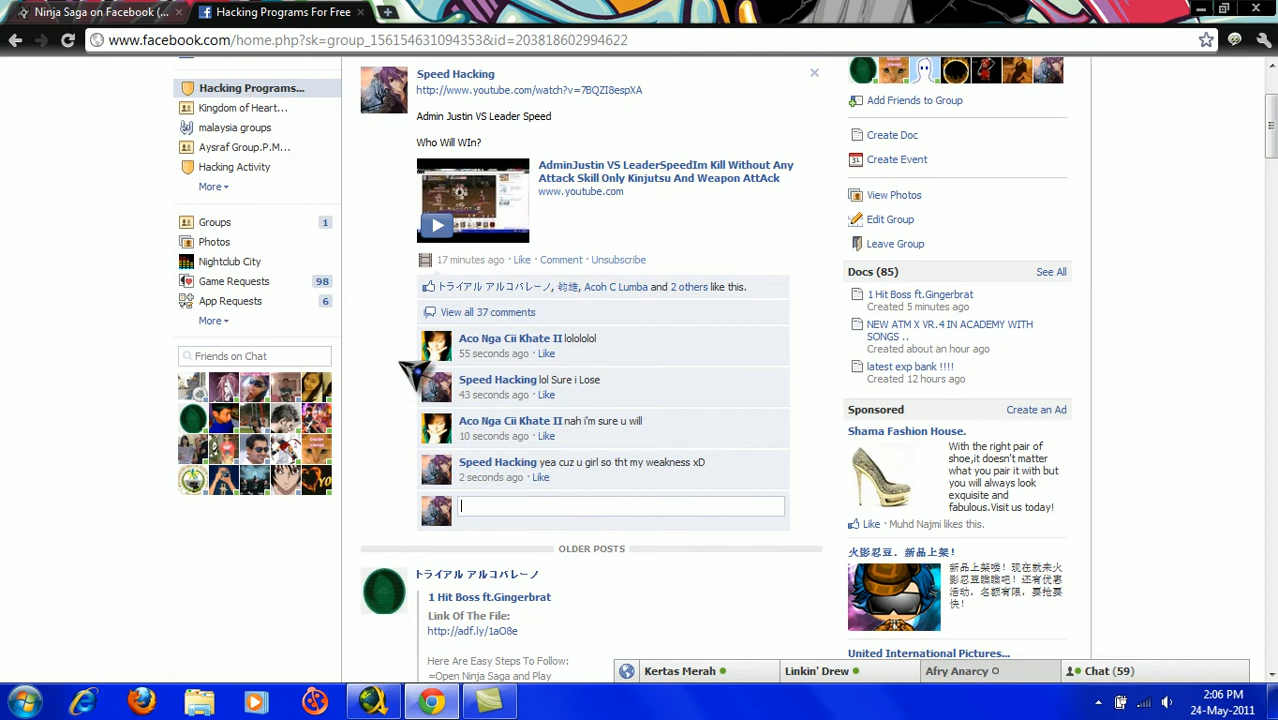 Ninja Saga on Facebook (...
Hacking Programs For Free
www.facebook.com/home.php?sk=group_156154631094353&id=203818602994622
Hacking Programs...
Kingdom of Heart...
malaysia groups
Aysraf Group.P.M...
Hacking Activity
More
Groups 1
Photos
Nightclub City
Game Requests 98
App Requests 6
More
Friends on Chat
Speed Hacking
http://www.youtube.com/watch?v=7BQZI8espXA
Admin Justin VS Leader Speed
Who Will WIn?
AdminJustin VS LeaderSpeedIm Kill Without Any
Attack Skill Only Kinjutsu And Weapon AttAck
www.youtube.com
17 minutes ago · Like · Comment · Unsubscribe
トライアル アルコバレーノ, 韵維, Acoh C Lumba and 2 others like this.
View all 37 comments
Aco Nga Cii Khate II lolololol
55 seconds ago · Like
Speed Hacking lol Sure i Lose
43 seconds ago · Like
Aco Nga Cii Khate II nah i'm sure u will
10 seconds ago · Like
Speed Hacking yea cuz u girl so tht my weakness xD
2 seconds ago · Like
OLDER POSTS
トライアル アルコバレーノ
1 Hit Boss ft.Gingerbrat
Link Of The File:
http://adf.ly/1aO8e
Here Are Easy Steps To Follow:
=Open Ninja Saga and Play
Add Friends to Group
Create Doc
31
Create Event
View Photos
Edit Group
Leave Group
Docs (85) See All
1 Hit Boss ft.Gingerbrat
Created 5 minutes ago
NEW ATM X VR.4 IN ACADEMY WITH
SONGS ..
Created about an hour ago
latest exp bank !!!!
Created 12 hours ago
Sponsored Create an Ad
Shama Fashion House.
With the right pair of
shoe,it doesn't matter
what you pair it with but
you will always look
exquisite and
fabulous.Visit us today!
Like · Muhd Najmi likes this.
火影忍豆．新品上架！
新品上架喽！现在就来火
影忍豆瞧瞧吧！还有优惠
活动，名额有限，要抢要
快！
United International Pictures...
Kertas Merah
Linkin' Drew
Afry Anarcy
Chat (59)
2:06 PM
24-May-2011